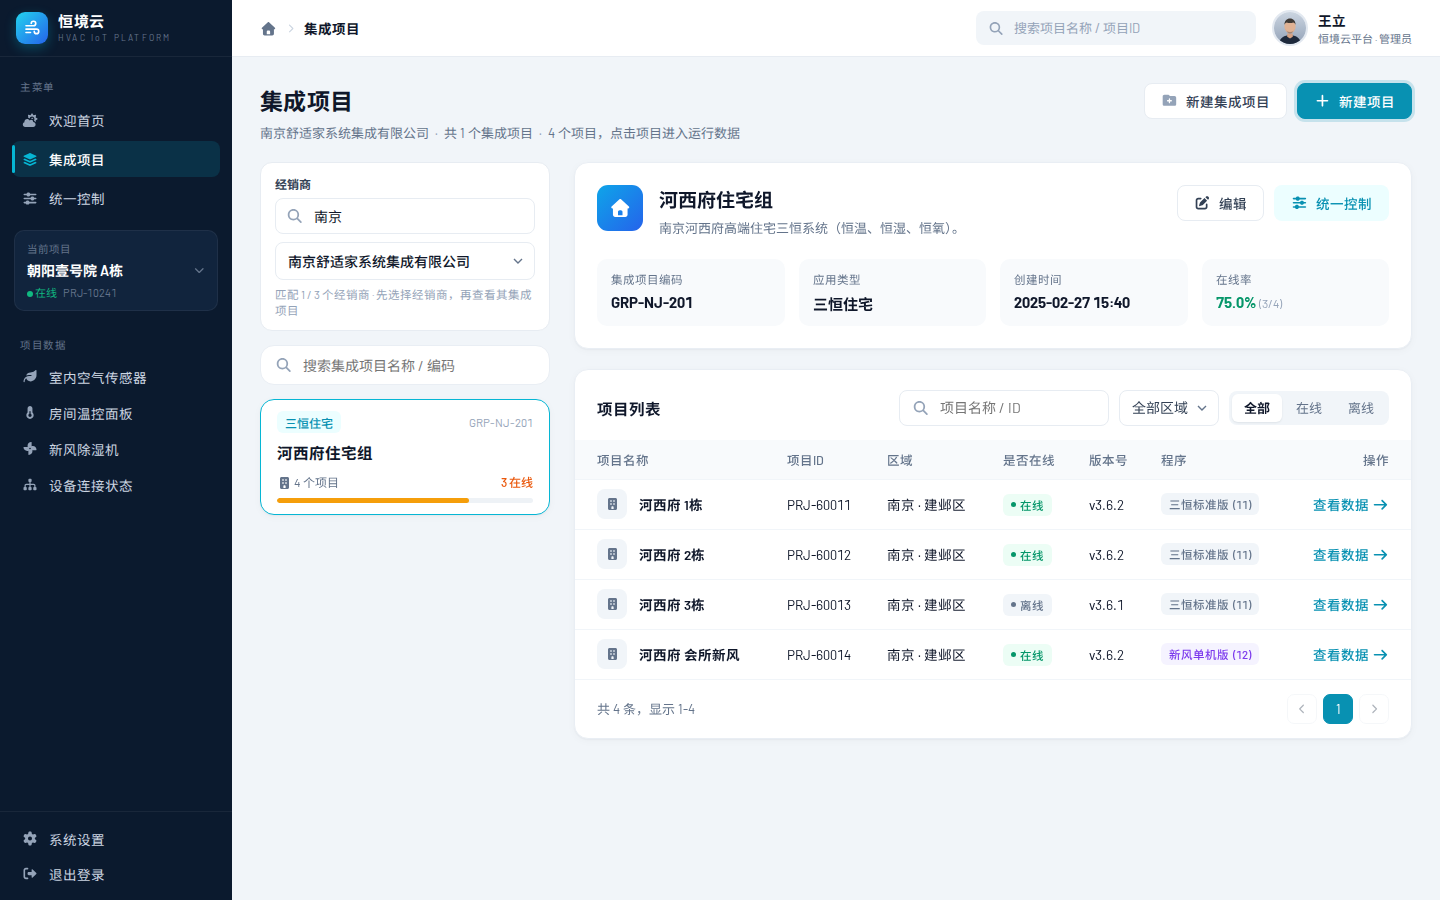 恒境云
HVAC IoT PLATFORM
主菜单
欢迎首页
集成项目
统一控制
当前项目
朝阳壹号院 A栋
在线 PRJ-10241
项目数据
室内空气传感器
房间温控面板
新风除湿机
设备连接状态
系统设置
退出登录
集成项目
搜索项目名称 / 项目ID
王立
恒境云平台 · 管理员
集成项目
南京舒适家系统集成有限公司 · 共 1 个集成项目 · 4 个项目，点击项目进入运行数据
新建集成项目
新建项目
经销商
南京
南京舒适家系统集成有限公司
匹配 1 / 3 个经销商 · 先选择经销商，再查看其集成
项目
搜索集成项目名称 / 编码
三恒住宅 GRP-NJ-201
河西府住宅组
4 个项目 3 在线
河西府住宅组
南京河西府高端住宅三恒系统（恒温、恒湿、恒氧）。
编辑
统一控制
集成项目编码 应用类型 创建时间 在线率
GRP-NJ-201 三恒住宅 2025-02-27 15:40 75.0% (3/4)
项目列表
项目名称 / ID
全部区域
全部 在线 离线
项目名称 项目ID 区域 是否在线 版本号 程序 操作
河西府 1栋 PRJ-60011 南京 · 建邺区 在线 v3.6.2 三恒标准版 (11) 查看数据
河西府 2栋 PRJ-60012 南京 · 建邺区 在线 v3.6.2 三恒标准版 (11) 查看数据
河西府 3栋 PRJ-60013 南京 · 建邺区 离线 v3.6.1 三恒标准版 (11) 查看数据
河西府 会所新风 PRJ-60014 南京 · 建邺区 在线 v3.6.2 新风单机版 (12) 查看数据
共 4 条，显示 1-4
1